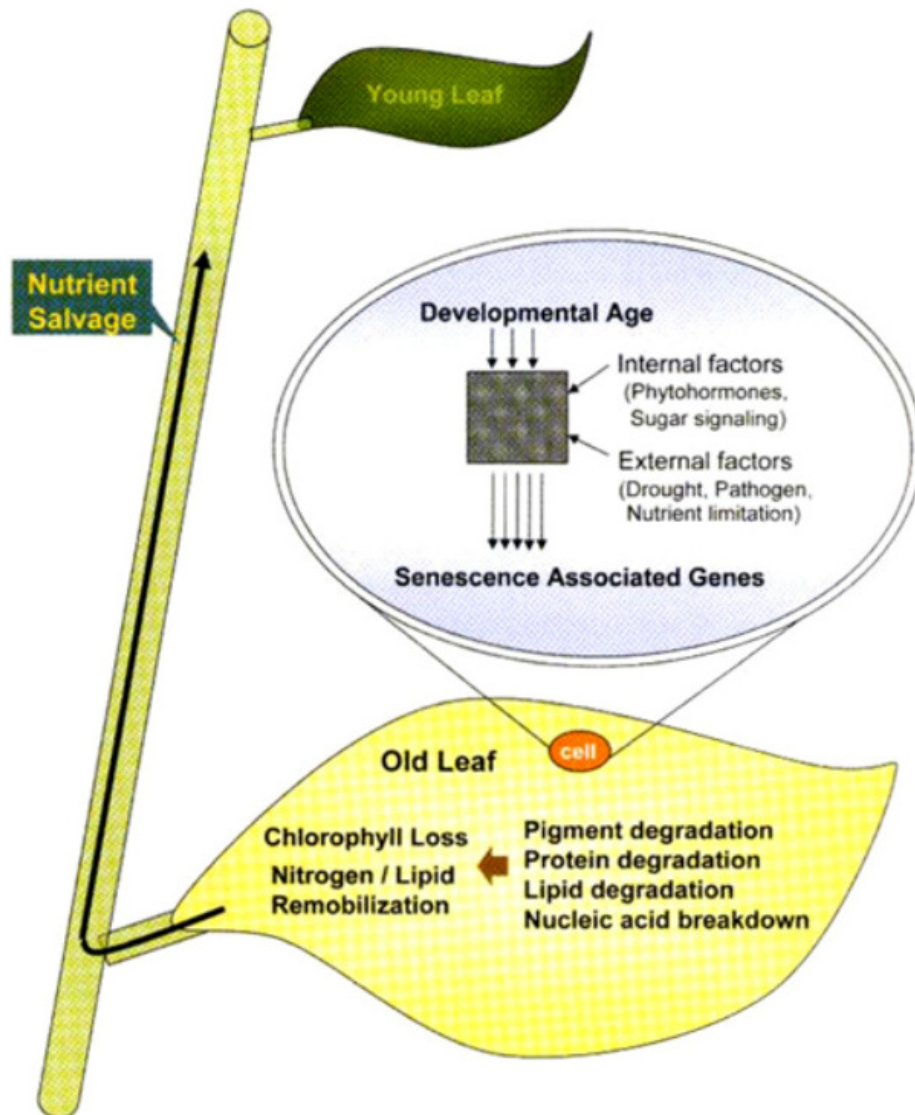 Young Leaf
Nutrient
Salvage
Developmental Age
Internal factors
(Phytohormones,
Sugar signaling)
External factors
(Drought, Pathogen,
Nutrient limitation)
Senescence Associated Genes
cell
Old Leaf
Chlorophyll Loss
Nitrogen / Lipid
Remobilization
Pigment degradation
Protein degradation
Lipid degradation
Nucleic acid breakdown